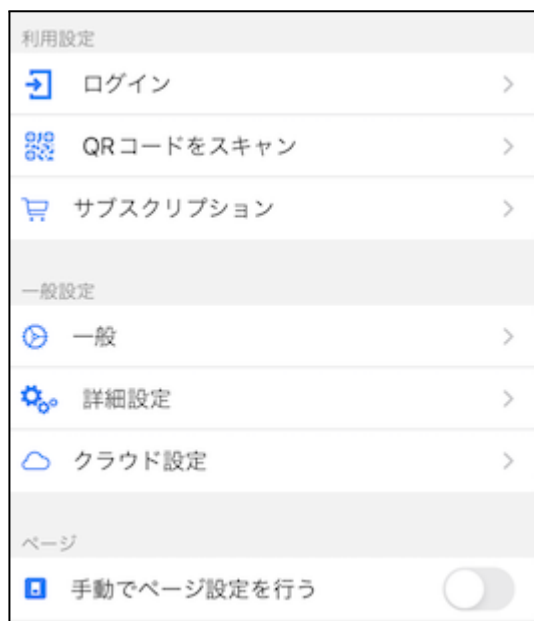 利用設定
ログイン
QRコードをスキャン
サブスクリプション
一般設定
一般
詳細設定
クラウド設定
ページ
手動でページ設定を行う